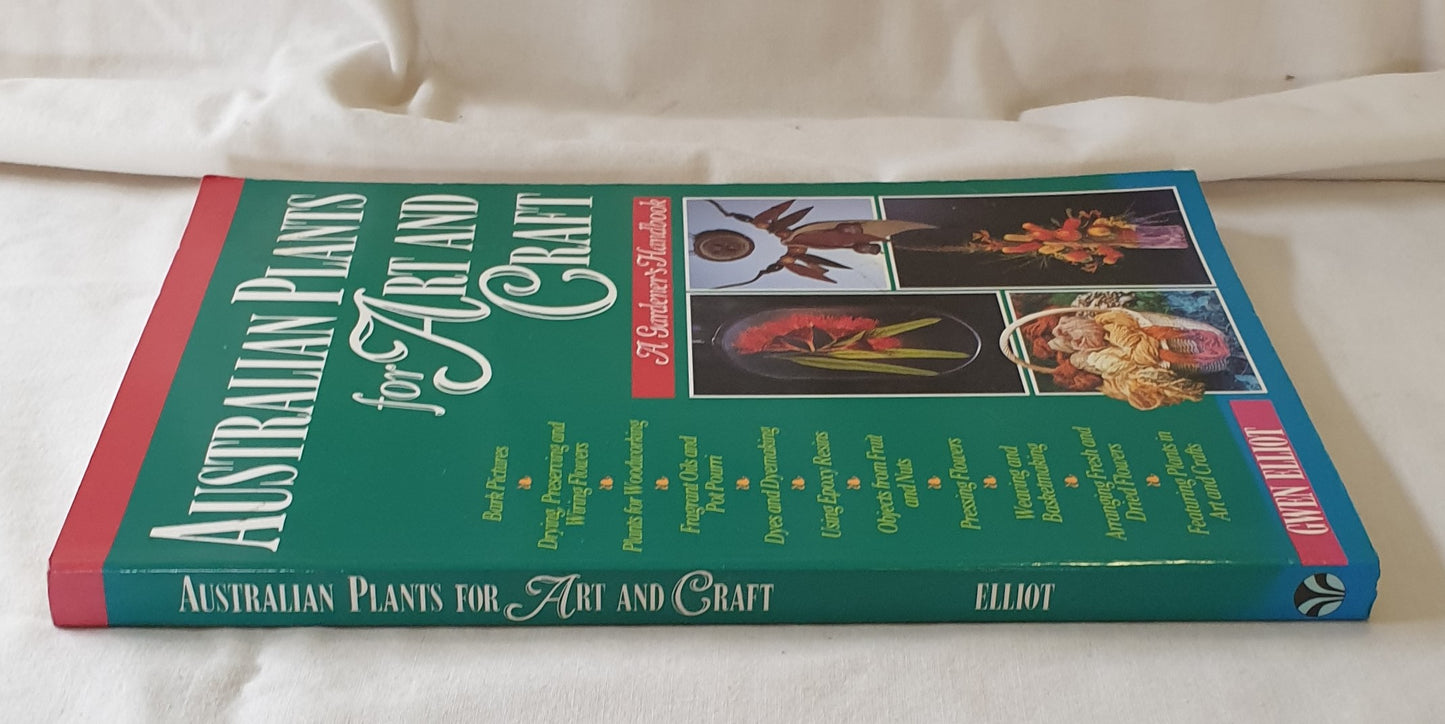 AUSTRALIAN PLANTS
for ART AND
CRAFT
A Gardener's Handbook
Bark Pictures
Drying, Preserving and
Wiring Flowers
Plants for Woodworking
Fragrant Oils and
Pot Pourri
Dyes and Dyemaking
Using Epoxy Resins
Objects from Fruit
and Nuts
Pressing Flowers
Weaving and
Basketmaking
Arranging Fresh and
Dried Flowers
Featuring Plants in
Art and Crafts
GWEN ELLIOT
AUSTRALIAN PLANTS FOR ART AND CRAFT
ELLIOT